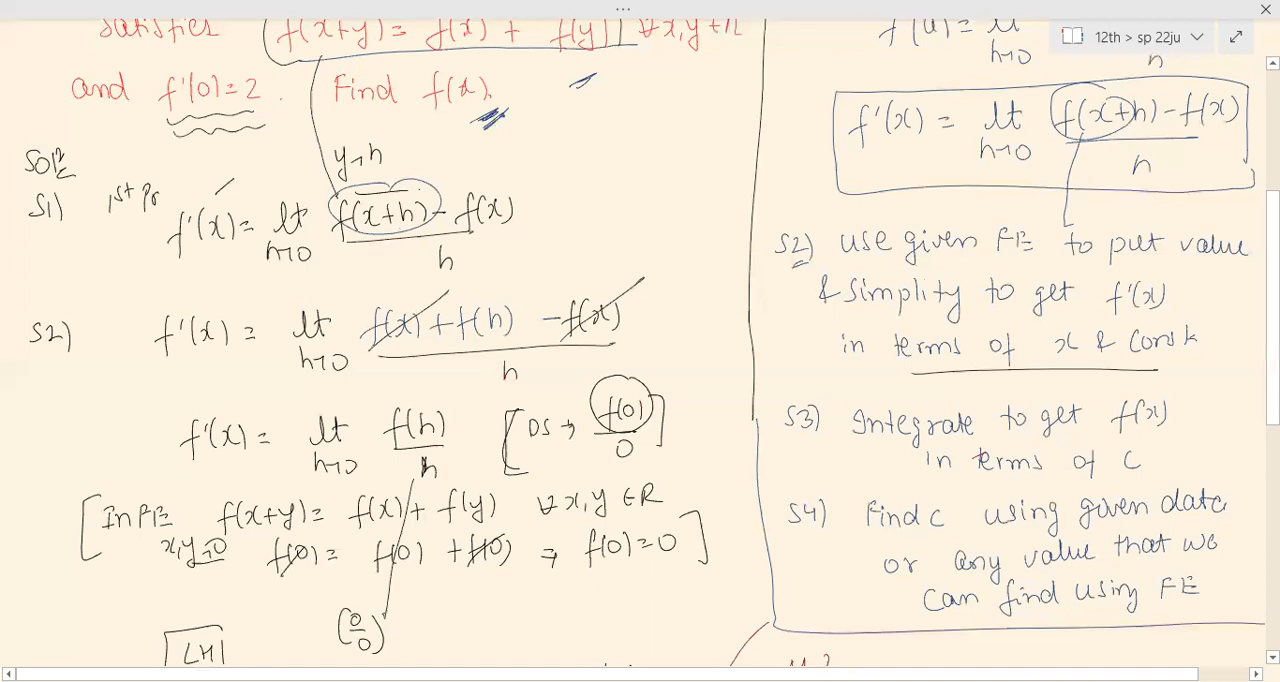 satisfies f(x+y) = f(x) + f(y) ∀ x,y ∈ R
and f'(0) = 2. Find f(x).
Sol^n
S1) 1st Pr
y→h
f'(x) = lt h→0 f(x+h) - f(x) / h
S2) f'(x) = lt h→0 f(x) + f(h) - f(x) / h
f'(x) = lt h→0 f(h) / h [DS → f(0) / 0]
[In FE f(x+y) = f(x) + f(y) ∀ x,y ∈ R
x,y = 0 f(0) = f(0) + f(0) ⇒ f(0) = 0]
(0/0)
LH
12th > sp 22ju
lt h→0
h
f'(x) = lt h→0 f(x+h) - f(x) / h
S2) Use given FE to put value
& simplity to get f'(x)
in terms of x & const
S3) Integrate to get f(x)
in terms of C
S4) Find c using given data
or any value that we
can find using FE